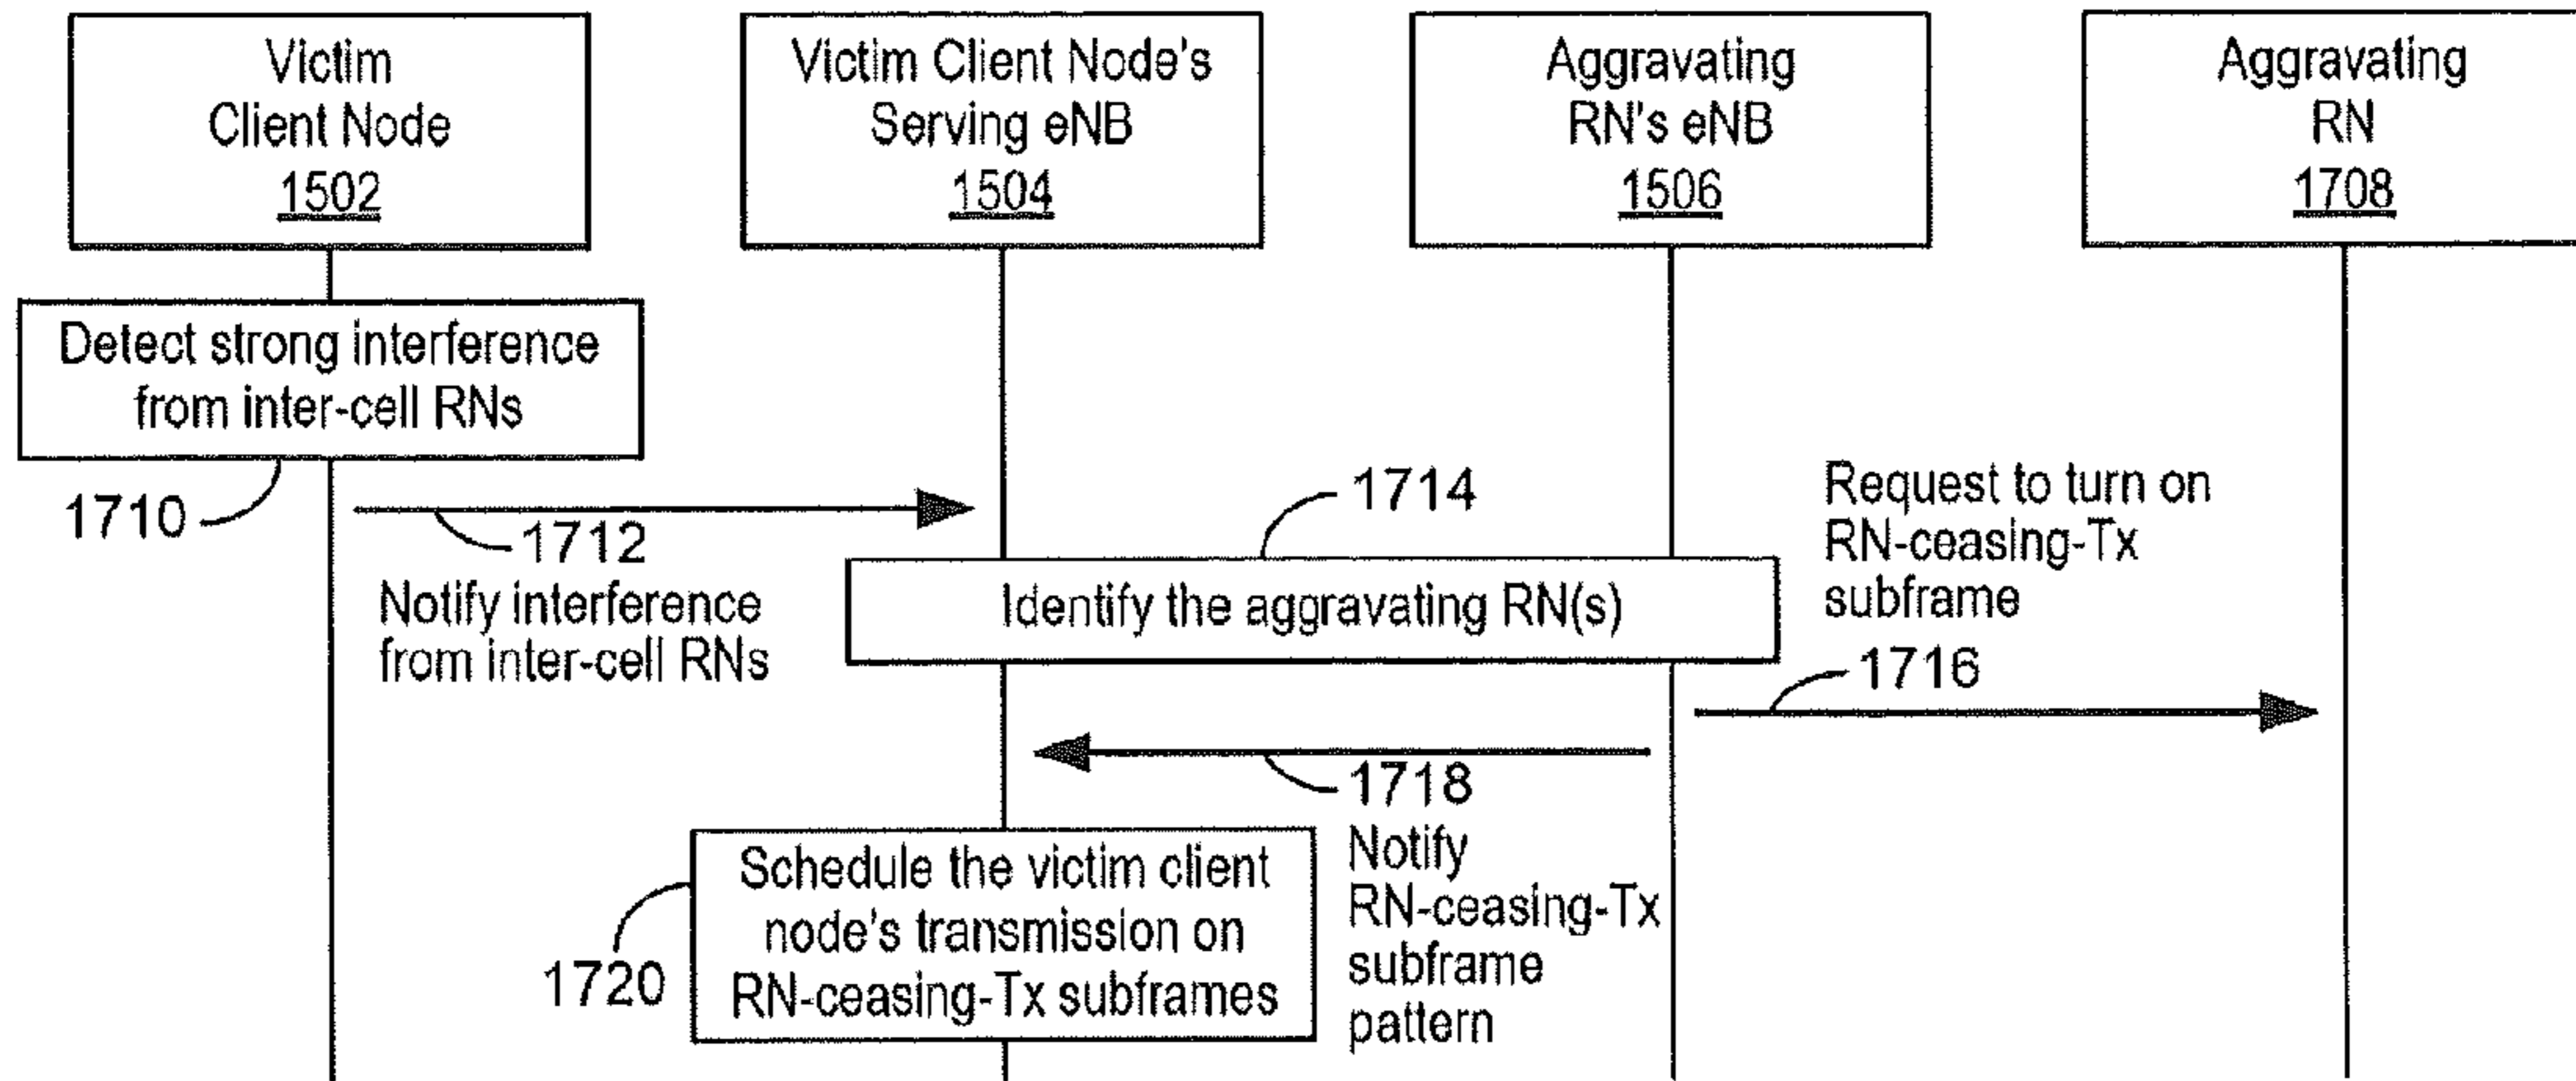 Victim
Client Node
1502
Victim Client Node's
Serving eNB
1504
Aggravating
RN's eNB
1506
Aggravating
RN
1708
Detect strong interference
from inter-cell RNs
1710
1712
Notify interference
from inter-cell RNs
1714
Identify the aggravating RN(s)
Request to turn on
RN-ceasing-Tx
subframe
1716
1718
Notify
RN-ceasing-Tx
subframe
pattern
Schedule the victim client
node's transmission on
RN-ceasing-Tx subframes
1720